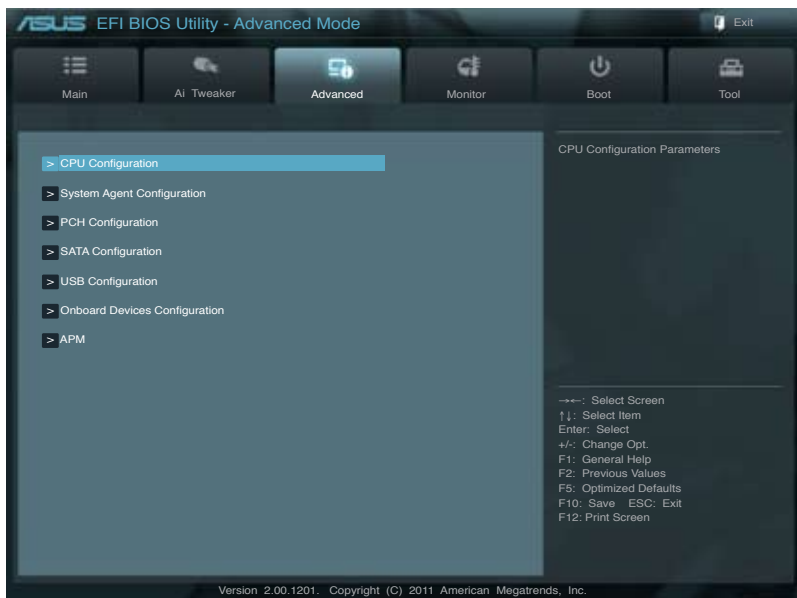 ASUS EFI BIOS Utility - Advanced Mode
Exit
Main
Ai Tweaker
Advanced
Monitor
Boot
Tool
> CPU Configuration
> System Agent Configuration
> PCH Configuration
> SATA Configuration
> USB Configuration
> Onboard Devices Configuration
> APM
CPU Configuration Parameters
→←: Select Screen
↑↓: Select Item
Enter: Select
+/-: Change Opt.
F1: General Help
F2: Previous Values
F5: Optimized Defaults
F10: Save ESC: Exit
F12: Print Screen
Version 2.00.1201. Copyright (C) 2011 American Megatrends, Inc.